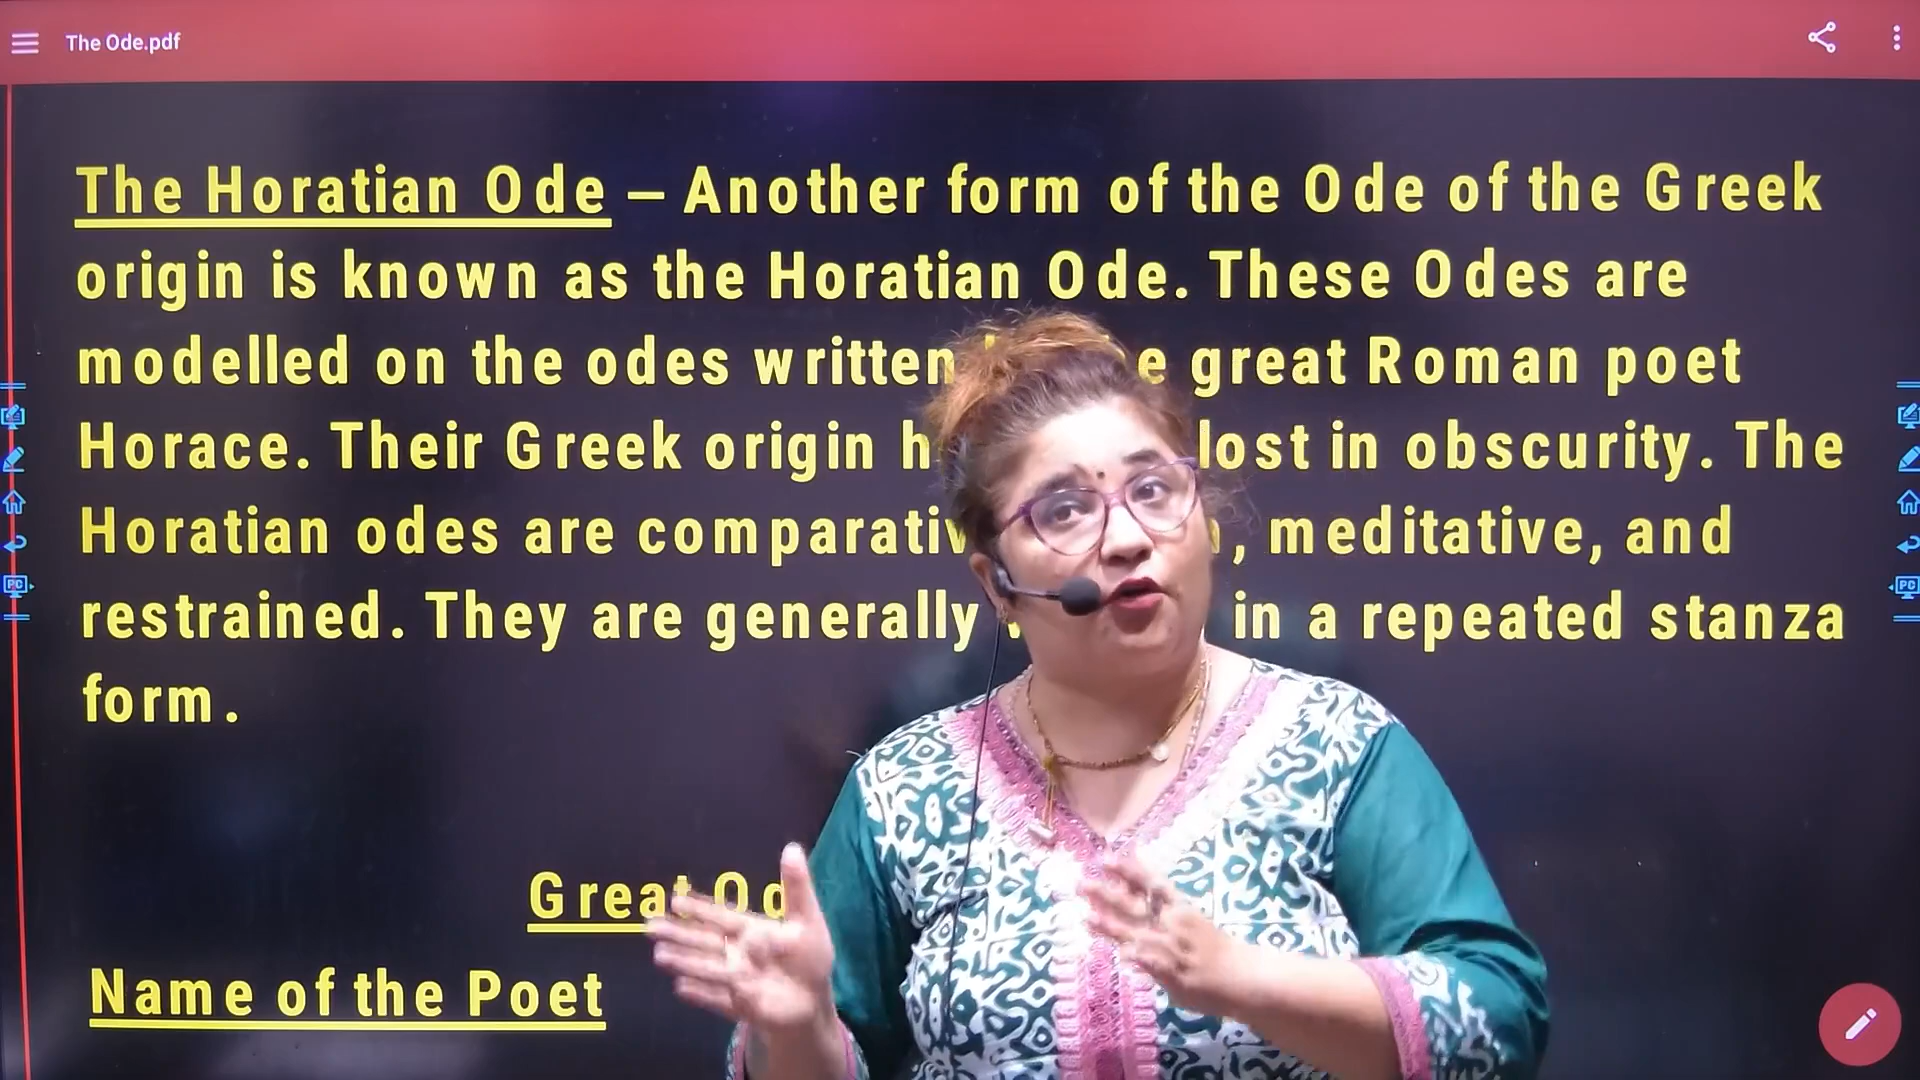 The Ode.pdf
The Horatian Ode – Another form of the Ode of the Greek
origin is known as the Horatian Ode. These Odes are
modelled on the odes written great Roman poet
Horace. Their Greek origin lost in obscurity. The
Horatian odes are meditative, and
restrained. They are generally in a repeated stanza
form.
Great
Name of the Poet
PC PC